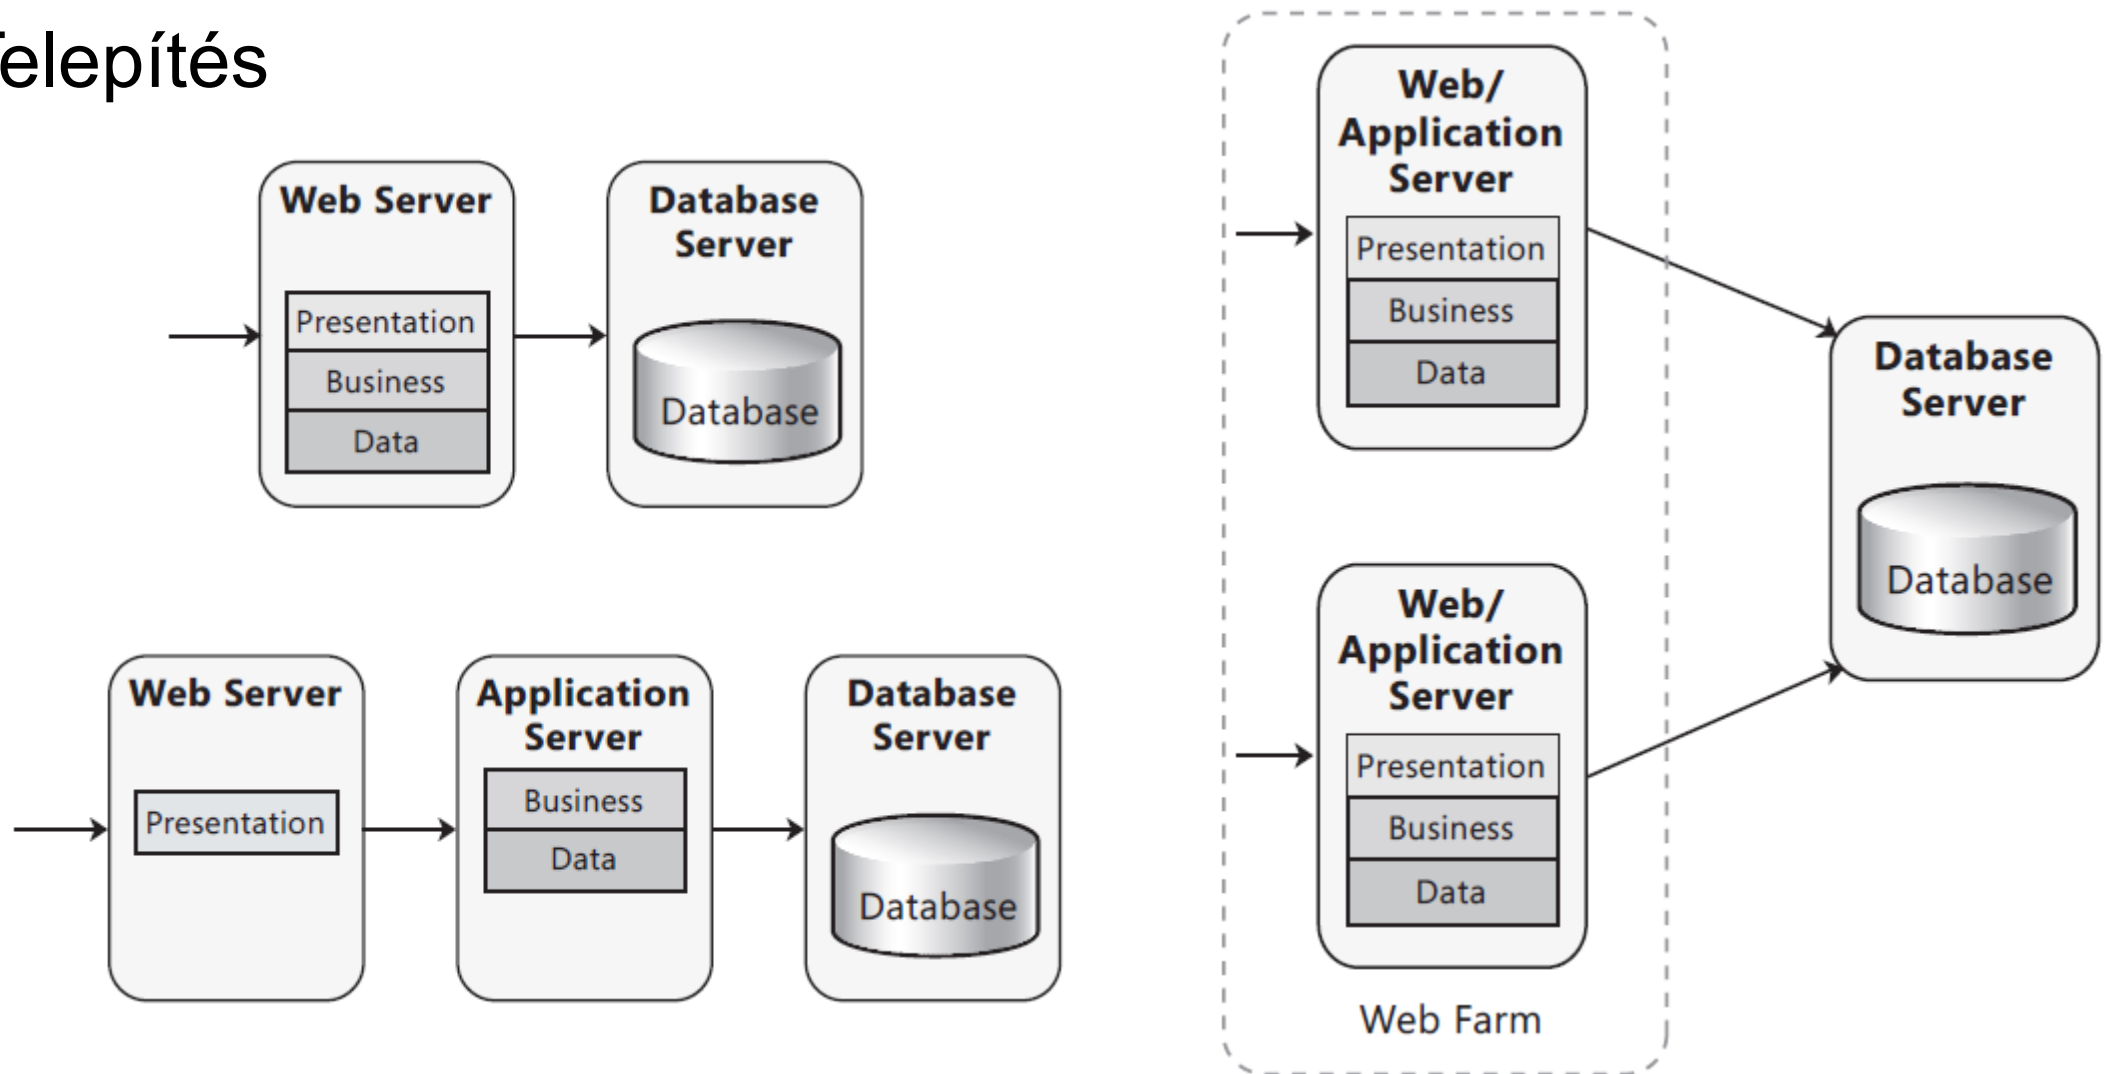 Telepítés
Web Server
Presentation
Business
Data
Database
Server
Database
Web Server
Presentation
Application
Server
Business
Data
Database
Server
Database
Web/
Application
Server
Presentation
Business
Data
Web/
Application
Server
Presentation
Business
Data
Web Farm
Database
Server
Database